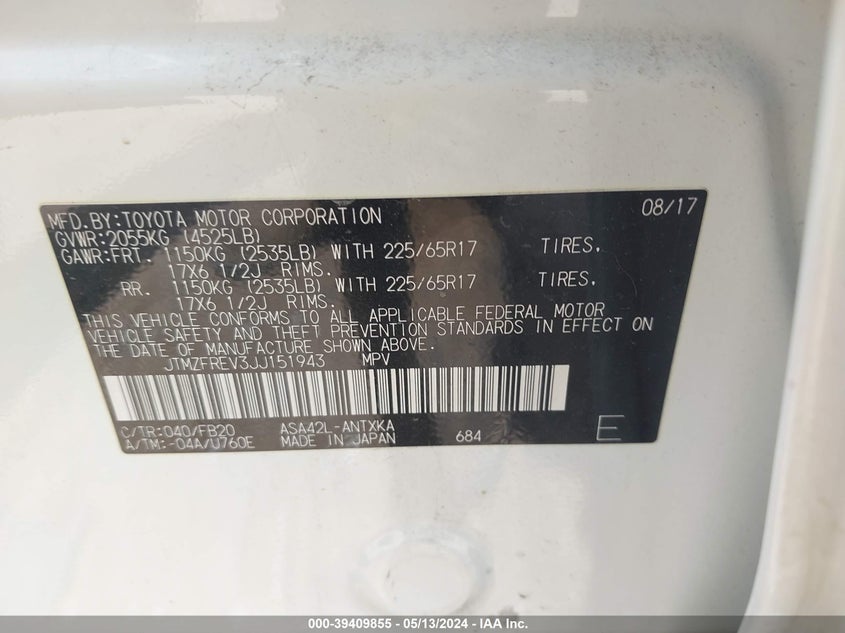 MFD.BY:TOYOTA MOTOR CORPORATION 08/17
GVWR:2055KG (4525LB)
GAWR:FRT. 1150KG (2535LB) WITH 225/65R17 TIRES.
17X6 1/2J RIMS.
RR. 1150KG (2535LB) WITH 225/65R17 TIRES.
17X6 1/2J RIMS.
THIS VEHICLE CONFORMS TO ALL APPLICABLE FEDERAL MOTOR
VEHICLE SAFETY AND THEFT PREVENTION STANDARDS IN EFFECT ON
THE DATE OF MANUFACTURE SHOWN ABOVE.
JTMZFREV3JJ151943 MPV
C/TR:040/FB20 ASA42L-ANTXKA
A/TM:-04A/U760E MADE IN JAPAN 684 E
000-39409855 - 05/13/2024 - IAA Inc.